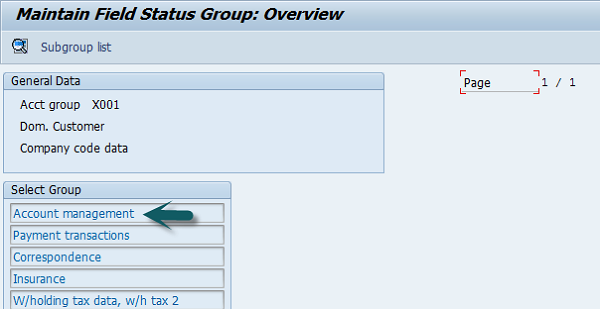 Maintain Field Status Group: Overview
Subgroup list
General Data
Acct group X001
Dom. Customer
Company code data
Page 1 / 1
Select Group
Account management
Payment transactions
Correspondence
Insurance
W/holding tax data, w/h tax 2